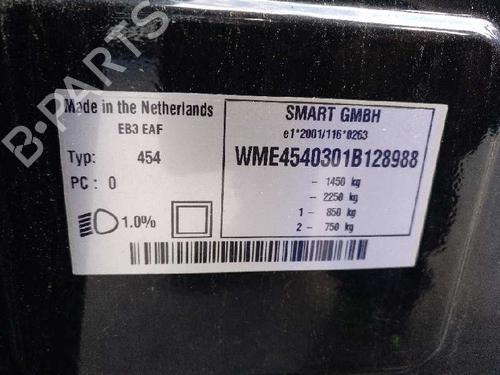 B-PARTS
Made in the Netherlands
EB3 EAF
Typ: 454
PC : 0
1.0%
SMART GMBH
e1*2001/116*0263
WME4540301B128988
- 1450 kg
- 2250 kg
1 - 850 kg
2 - 750 kg